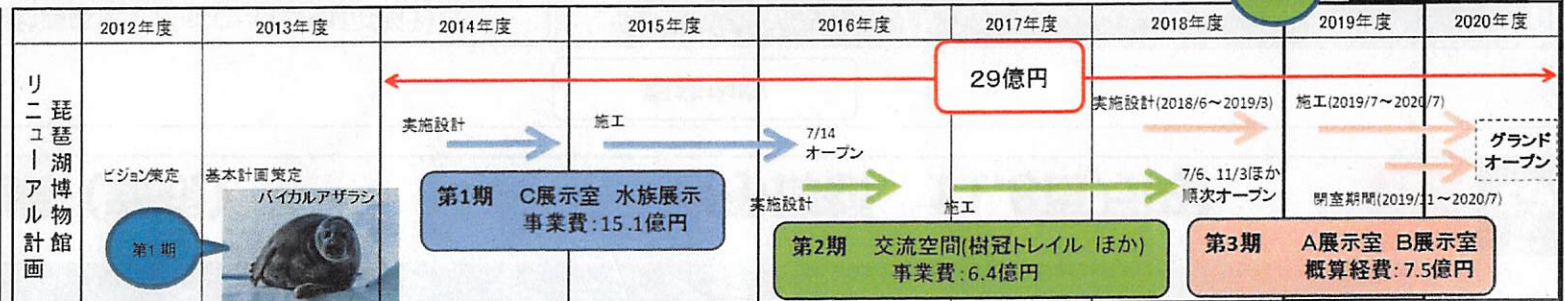 2012年度 2013年度 2014年度 2015年度 2016年度 2017年度 2018年度 2019年度 2020年度
琵琶湖博物館
リニューアル計画
29億円
ビジョン策定
第1期
基本計画策定
バイカルアザラシ
実施設計
施工
7/14
オープン
第1期 C展示室 水族展示
事業費:15.1億円
実施設計
施工
7/6、11/3ほか
順次オープン
第2期 交流空間(樹冠トレイル ほか)
事業費:6.4億円
実施設計(2018/6～2019/3)
施工(2019/7～2020/7)
グランド
オープン
閉室期間(2019/11～2020/7)
第3期 A展示室 B展示室
概算経費:7.5億円